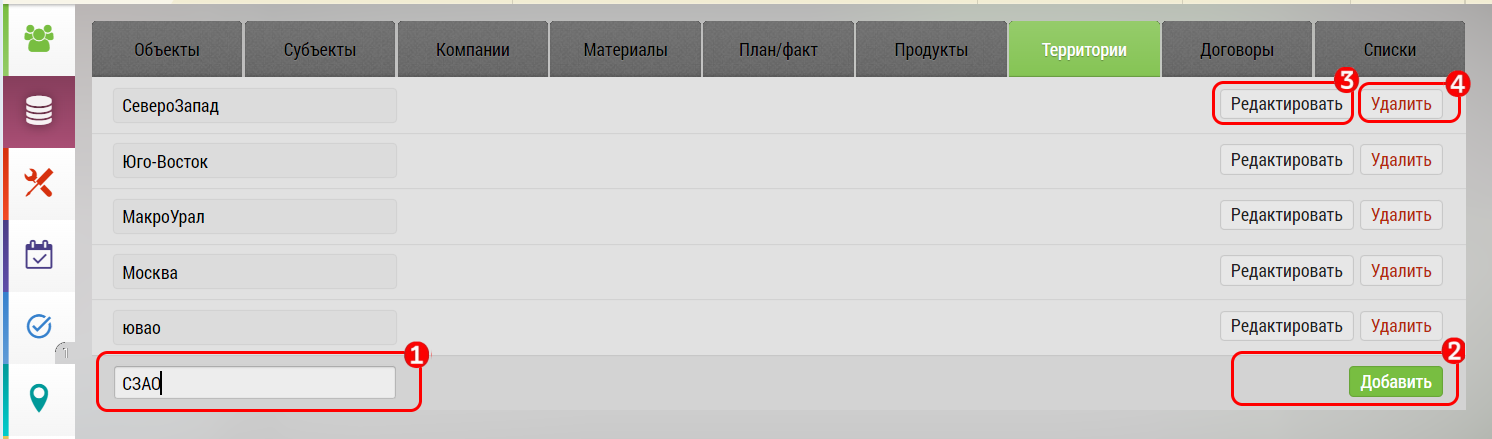 Объекты Субъекты Компании Материалы План/факт Продукты Территории Договоры Списки
3 4
СевероЗапад Редактировать Удалить
Юго-Восток Редактировать Удалить
МакроУрал Редактировать Удалить
Москва Редактировать Удалить
ювао Редактировать Удалить
1 1 2
СЗАО Добавить